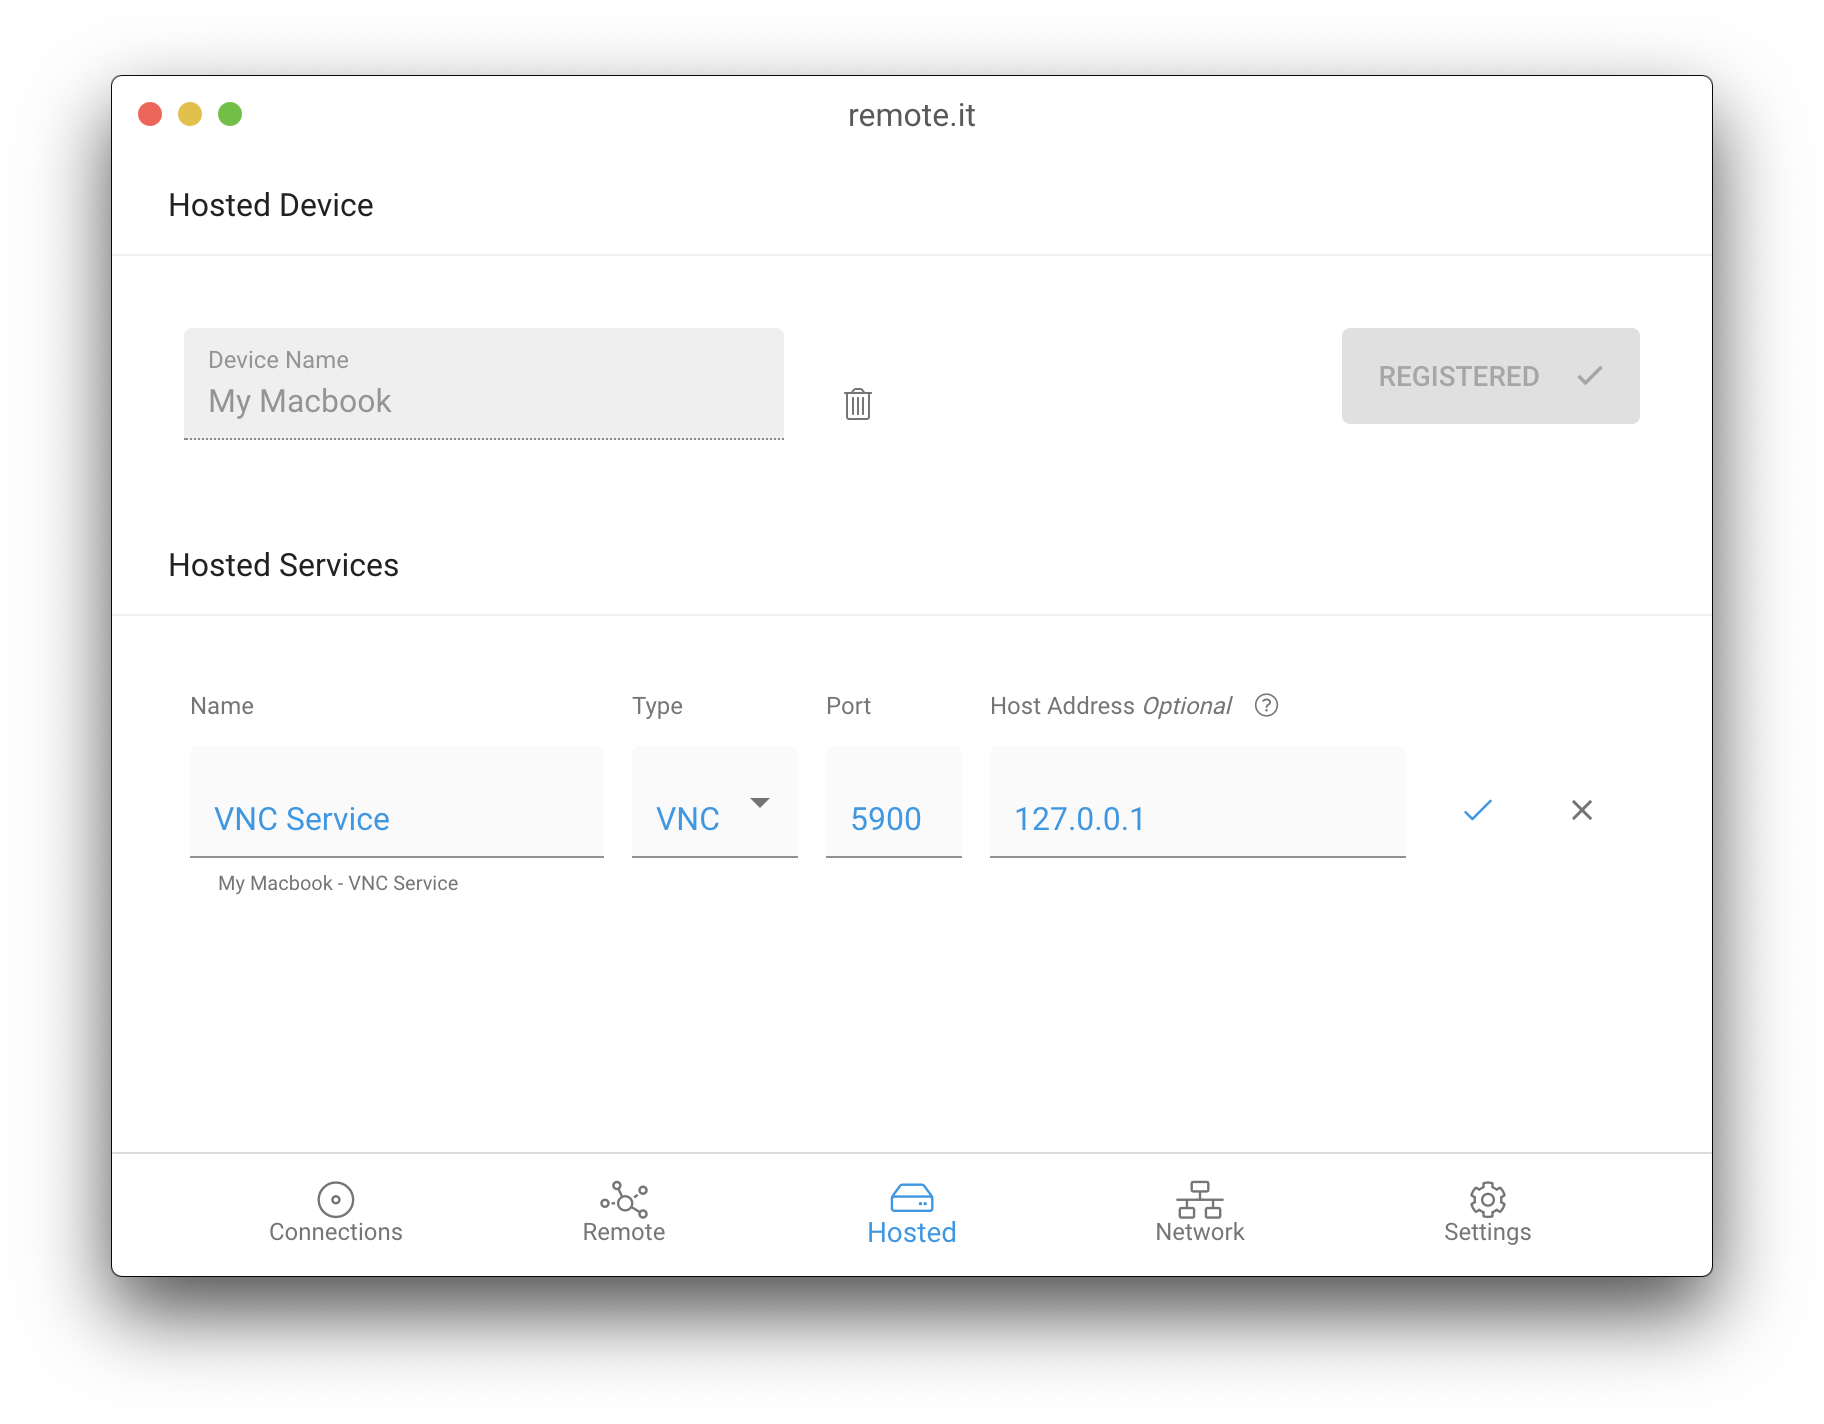 remote.it
Hosted Device
Device Name
My Macbook
REGISTERED
Hosted Services
Name Type Port Host Address Optional ?
VNC Service VNC 5900 127.0.0.1
My Macbook - VNC Service
Connections Remote Hosted Network Settings